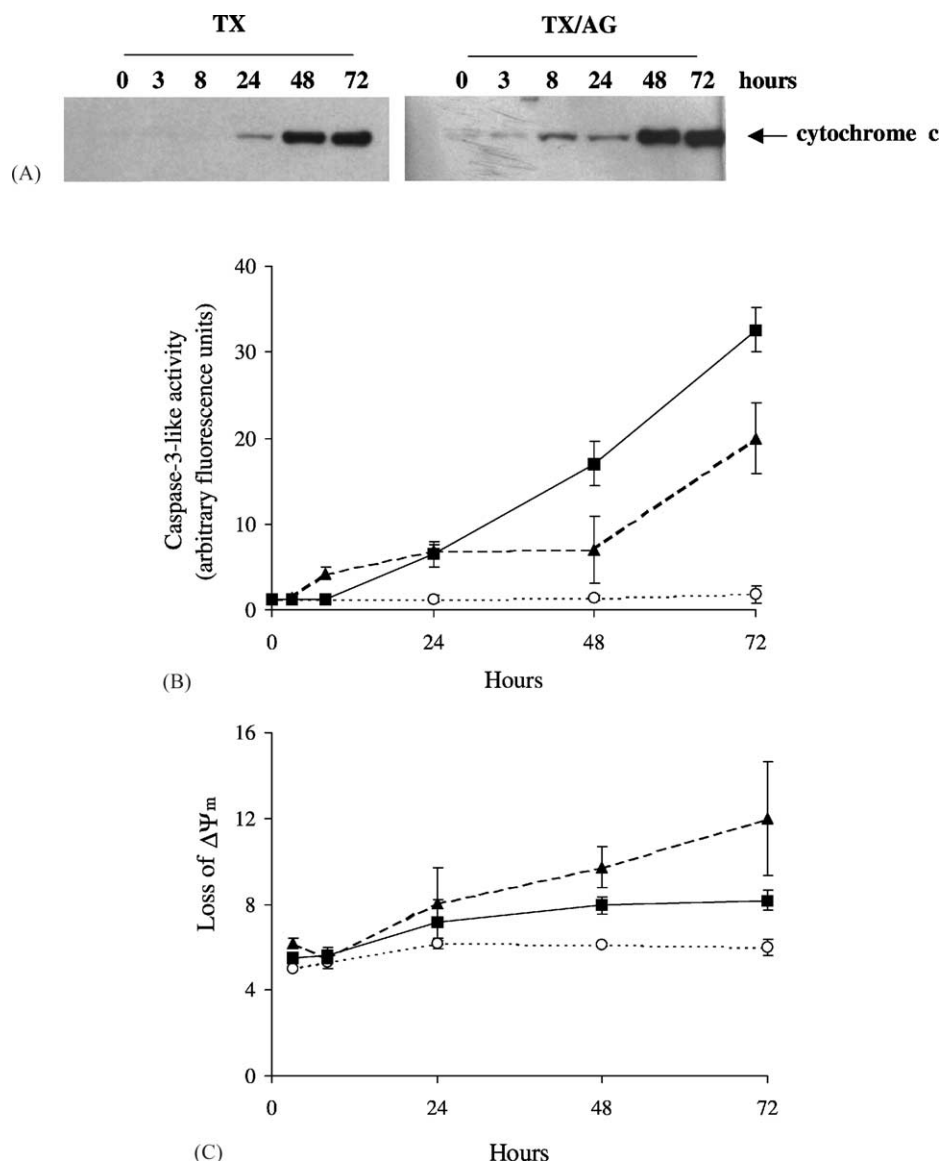 TX TX/AG
0 3 8 24 48 72 0 3 8 24 48 72 hours
cytochrome c
(A)
40
30
20
10
0
Caspase-3-like activity
(arbitrary fluorescence units)
0 24 48 72
(B) Hours
16
12
8
4
0
Loss of ΔΨm
0 24 48 72
(C) Hours